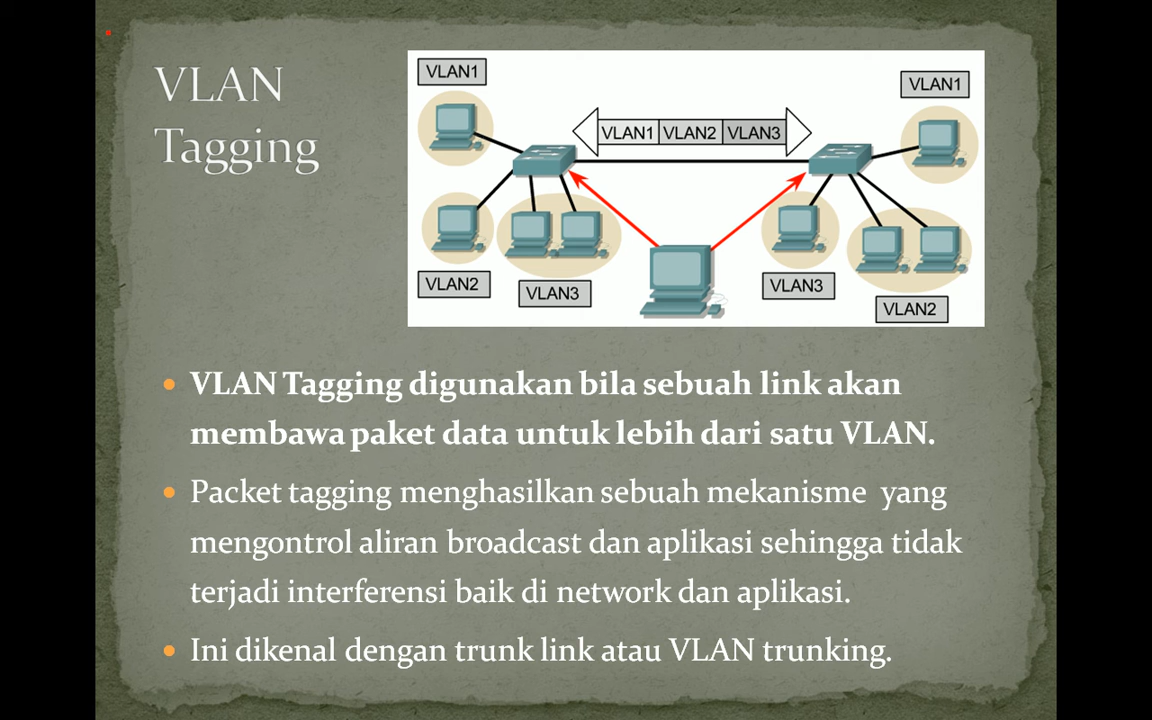 VLAN
Tagging
VLAN1
VLAN1
VLAN1 VLAN2 VLAN3
VLAN2
VLAN3
VLAN3
VLAN2
VLAN Tagging digunakan bila sebuah link akan
membawa paket data untuk lebih dari satu VLAN.
Packet tagging menghasilkan sebuah mekanisme yang
mengontrol aliran broadcast dan aplikasi sehingga tidak
terjadi interferensi baik di network dan aplikasi.
Ini dikenal dengan trunk link atau VLAN trunking.